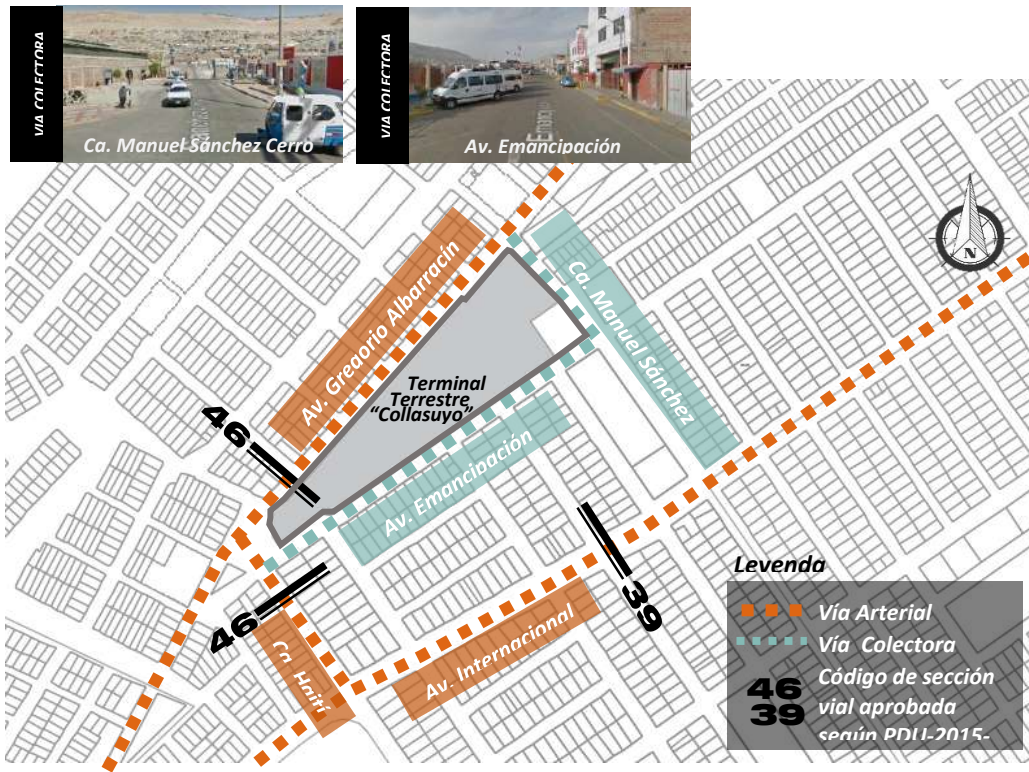 VIA COLECTORA
Ca. Manuel Sánchez Cerro
VIA COLECTORA
Av. Emancipación
Av. Greaorio Albarracín
Ca. Manuel Sánchez
Terminal
Terrestre
“Collasuyo”
46
Av. Emancipación
N
46
39
Ca. Haití
Av. Internacional
Levenda
Vía Arterial
Vía Colectora
46
39
Código de sección
vial aprobada
según PDU-2015-